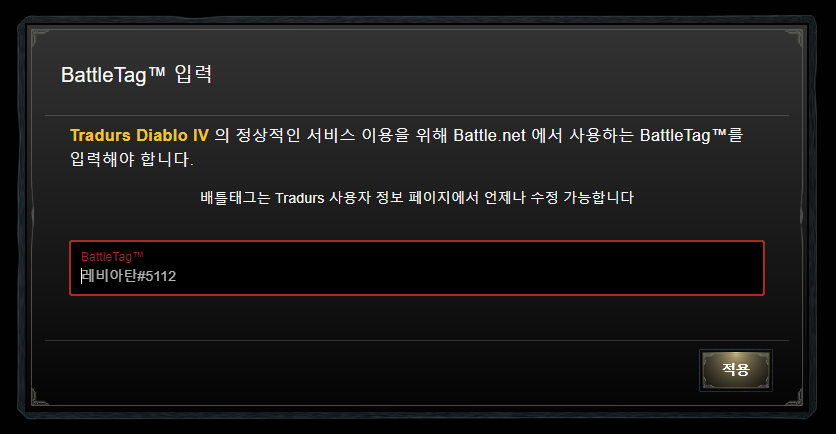 BattleTag™ 입력
Tradurs Diablo IV 의 정상적인 서비스 이용을 위해 Battle.net 에서 사용하는 BattleTag™를
입력해야 합니다.
배틀태그는 Tradurs 사용자 정보 페이지에서 언제나 수정 가능합니다
BattleTag™
레비아탄#5112
적용